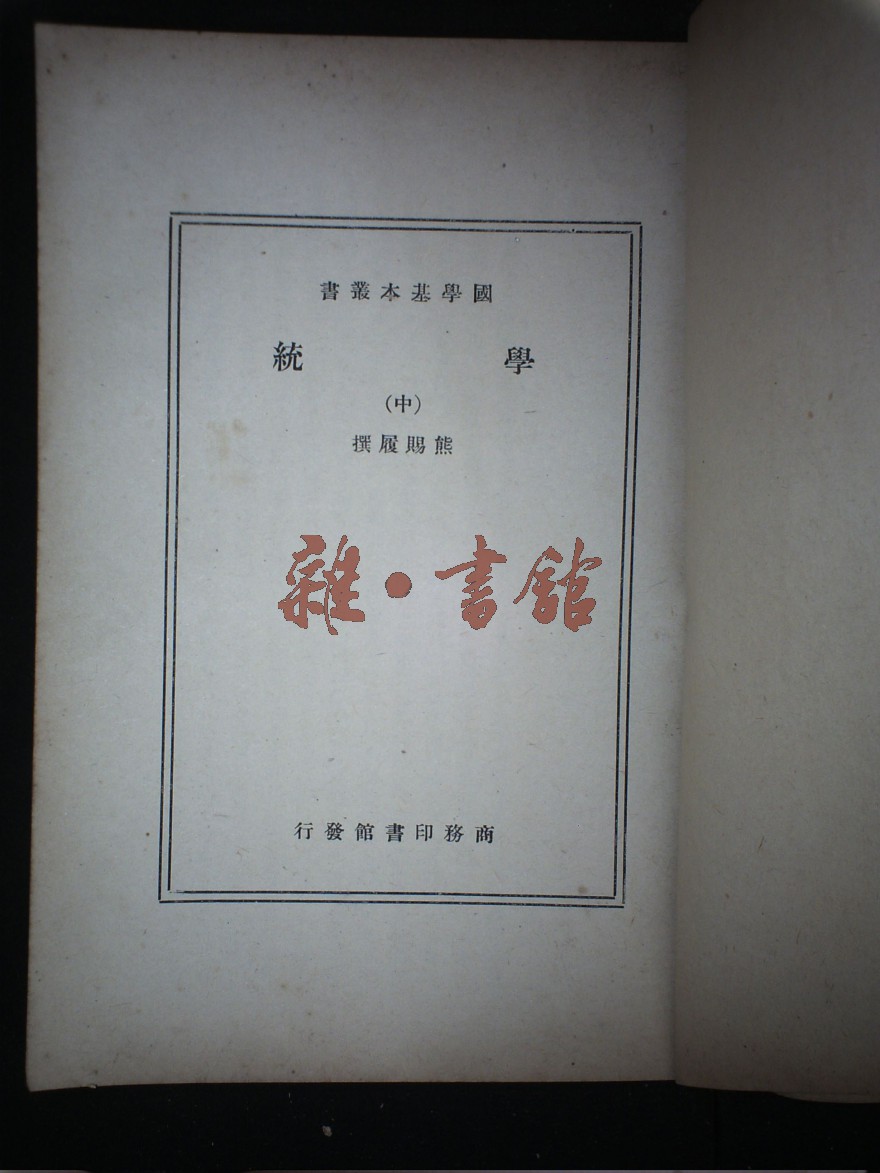 國學基本叢書
學統
(中)
熊賜履撰
雜·書館
商務印書館發行